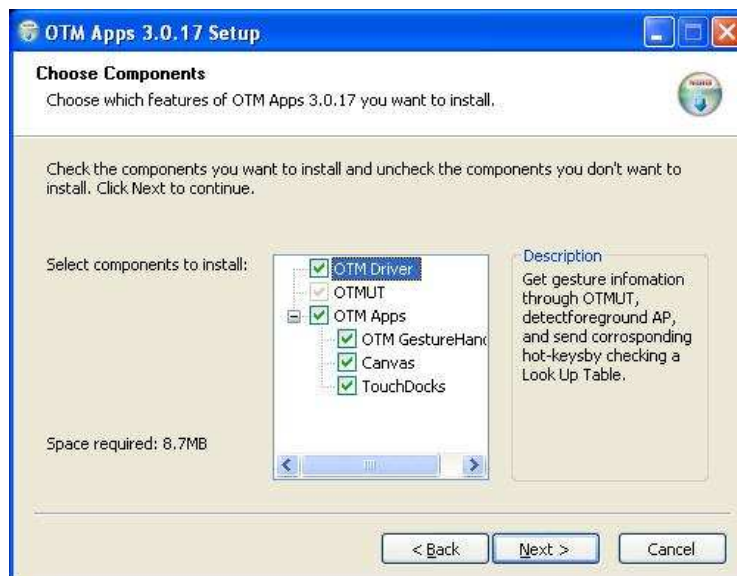 OTM Apps 3.0.17 Setup
Choose Components
Choose which features of OTM Apps 3.0.17 you want to install.
Check the components you want to install and uncheck the components you don't want to
install. Click Next to continue.
Select components to install:
OTM Driver
OTMUT
OTM Apps
OTM GestureHand
Canvas
TouchDocks
Space required: 8.7MB
Description
Get gesture infomation
through OTMUT,
detectforeground AP,
and send corrosponding
hot-keysby checking a
Look Up Table.
< Back
Next >
Cancel